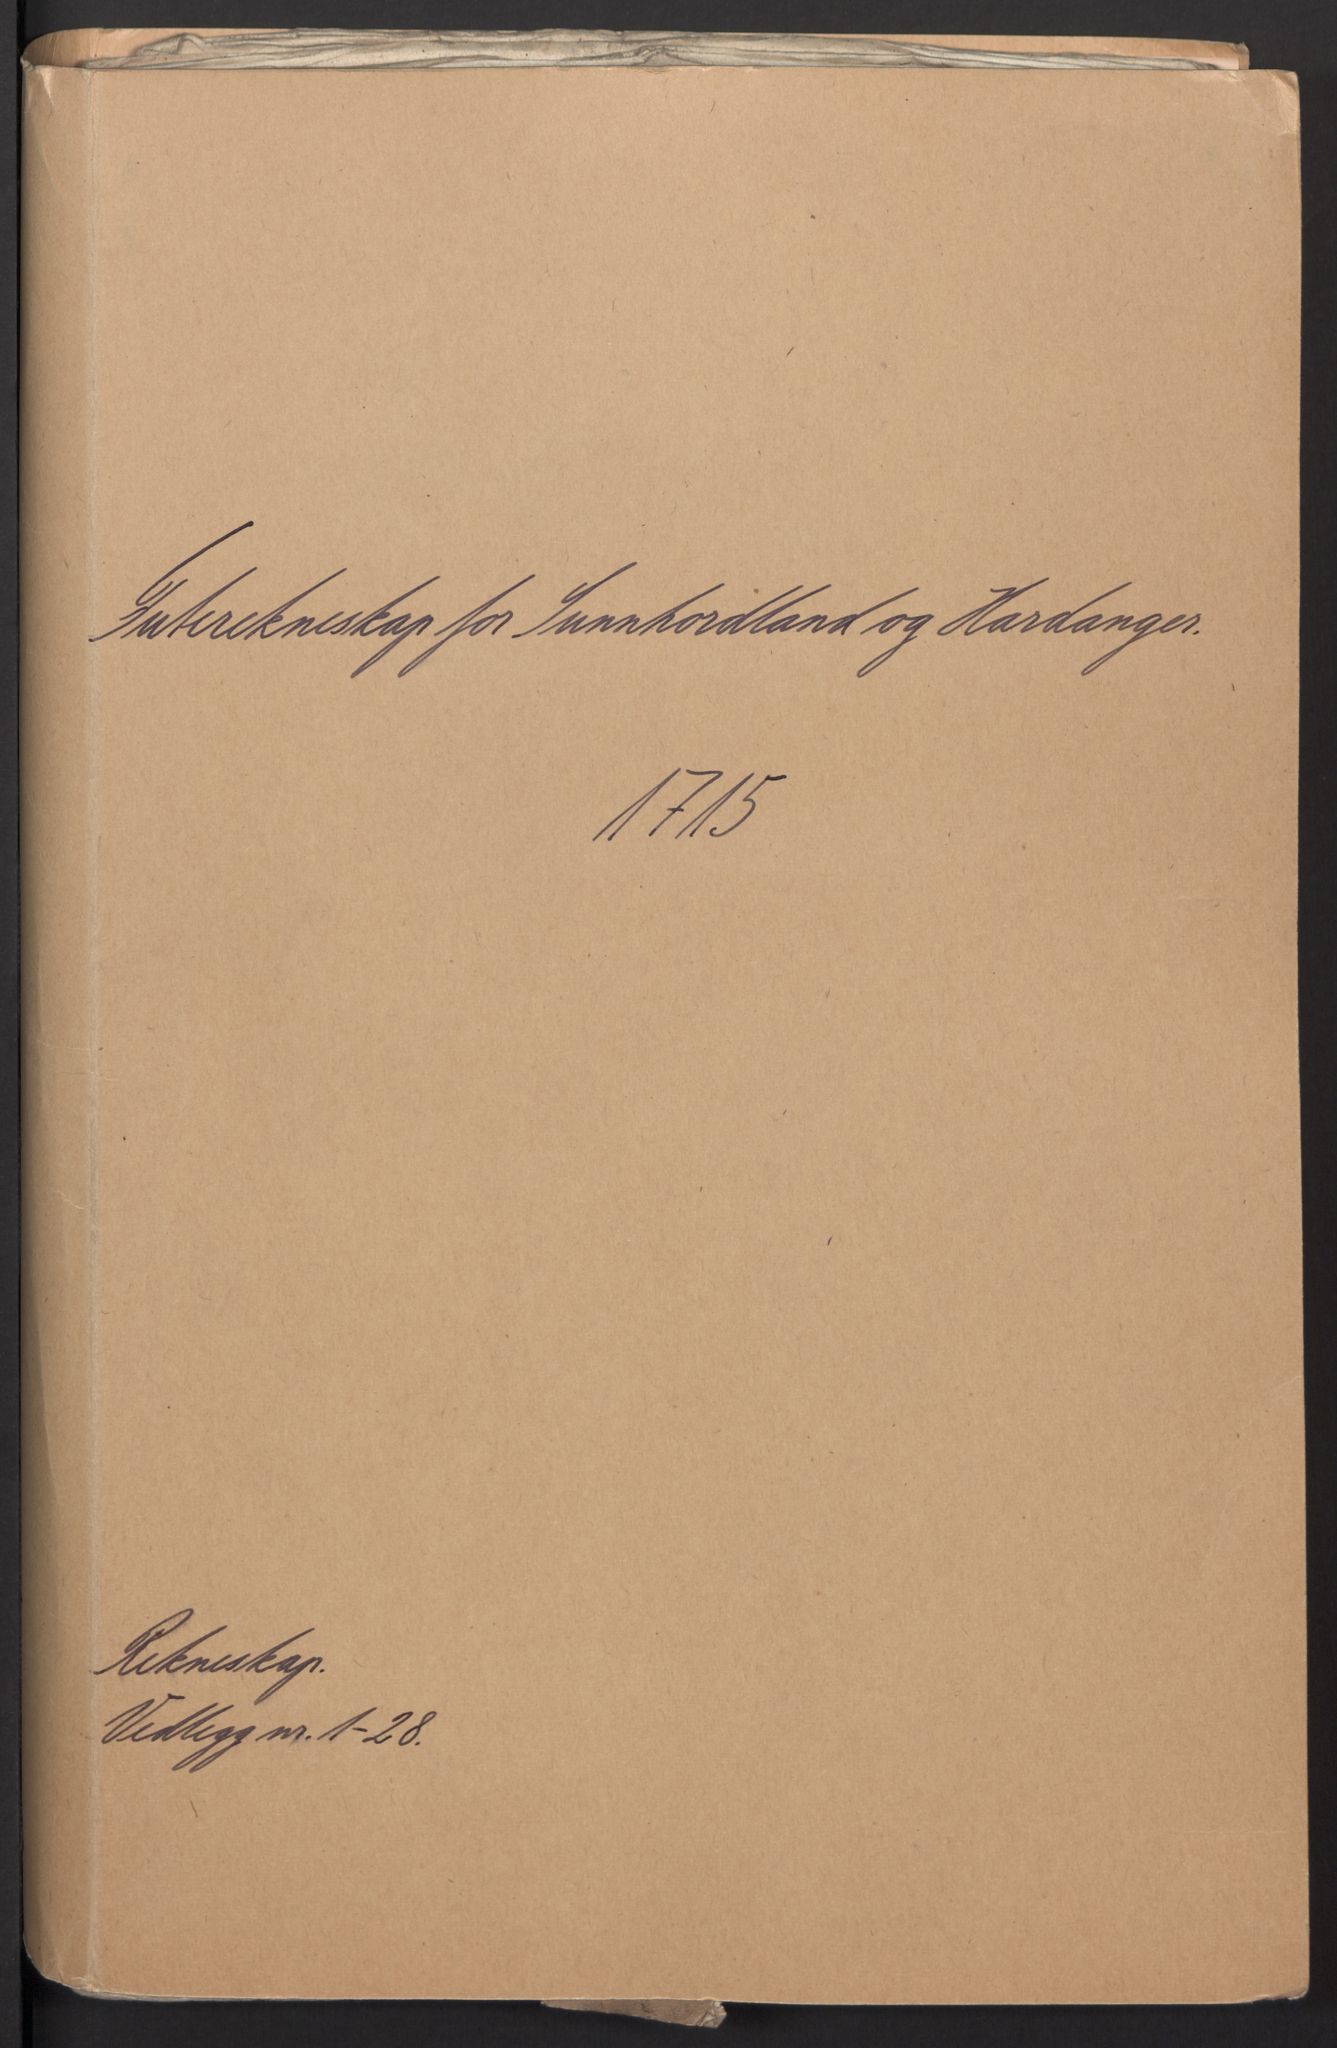 Futerekneskap for Sunnhordland og Hardanger.
1715
Rekneskap.
Vedlegg nr. 1-28.